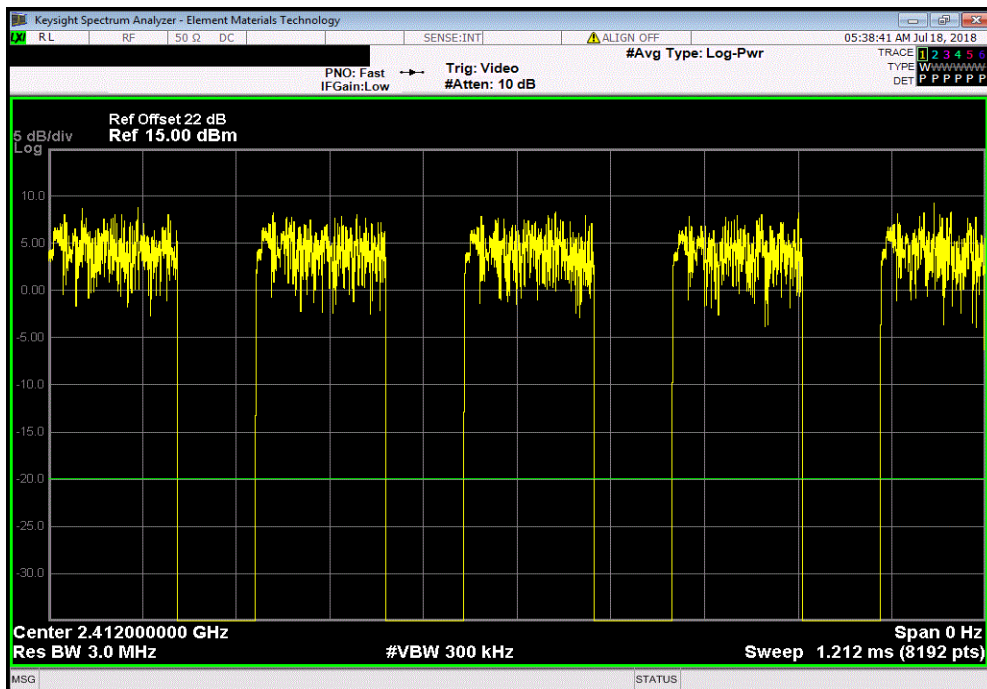 Keysight Spectrum Analyzer - Element Materials Technology
LXI RL RF 50 Ω DC SENSE:INT ALIGN OFF 05:38:41 AM Jul 18, 2018
#Avg Type: Log-Pwr
TRACE 1 2 3 4 5 6
PNO: Fast Trig: Video TYPE WWWWWW
IFGain:Low #Atten: 10 dB DET P P P P P P
Ref Offset 22 dB
5 dB/div Ref 15.00 dBm
Log
10.0
5.00
0.00
-5.00
-10.0
-15.0
-20.0
-25.0
-30.0
Center 2.412000000 GHz Span 0 Hz
Res BW 3.0 MHz #VBW 300 kHz Sweep 1.212 ms (8192 pts)
MSG STATUS